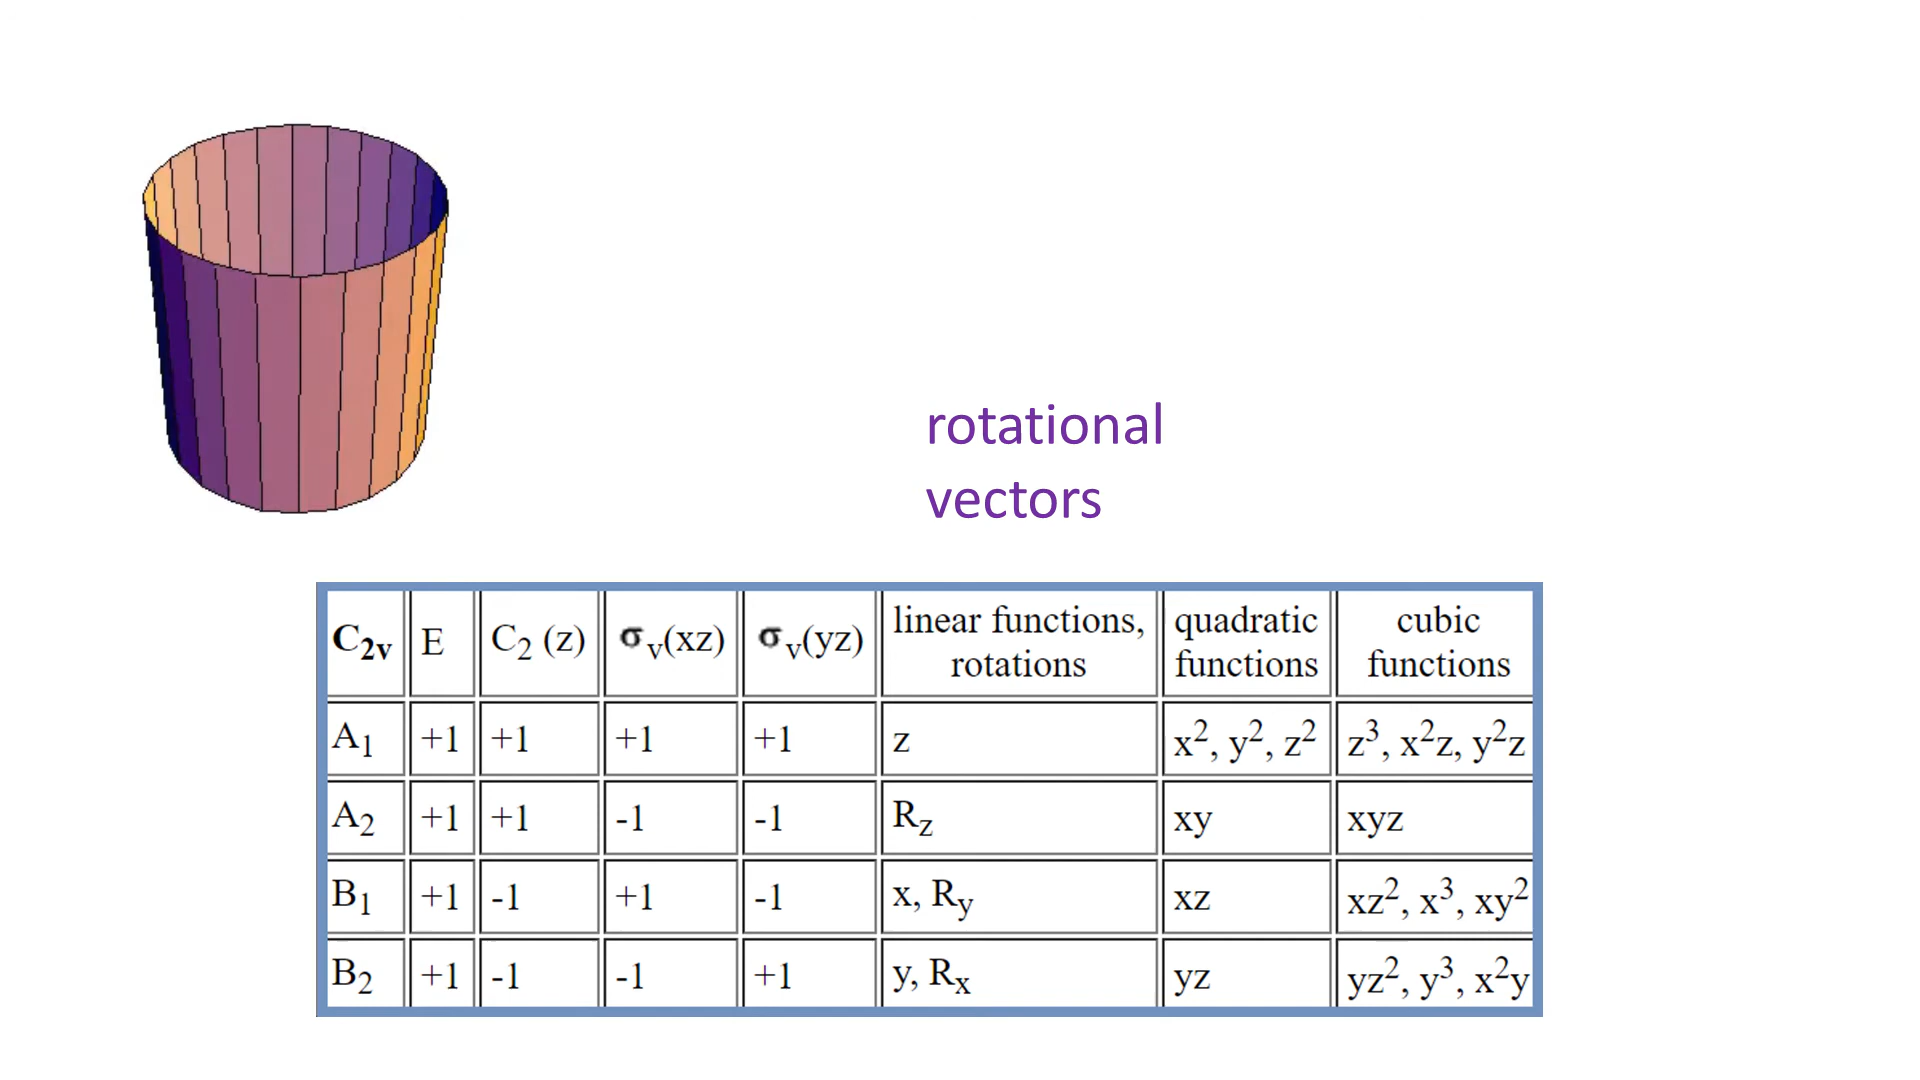 rotational
vectors
C2v E C2 (z) σv(xz) σv(yz) linear functions, rotations quadratic functions cubic functions
A1 +1 +1 +1 +1 z x², y², z² z³, x²z, y²z
A2 +1 +1 -1 -1 Rz xy xyz
B1 +1 -1 +1 -1 x, Ry xz xz², x³, xy²
B2 +1 -1 -1 +1 y, Rx yz yz², y³, x²y